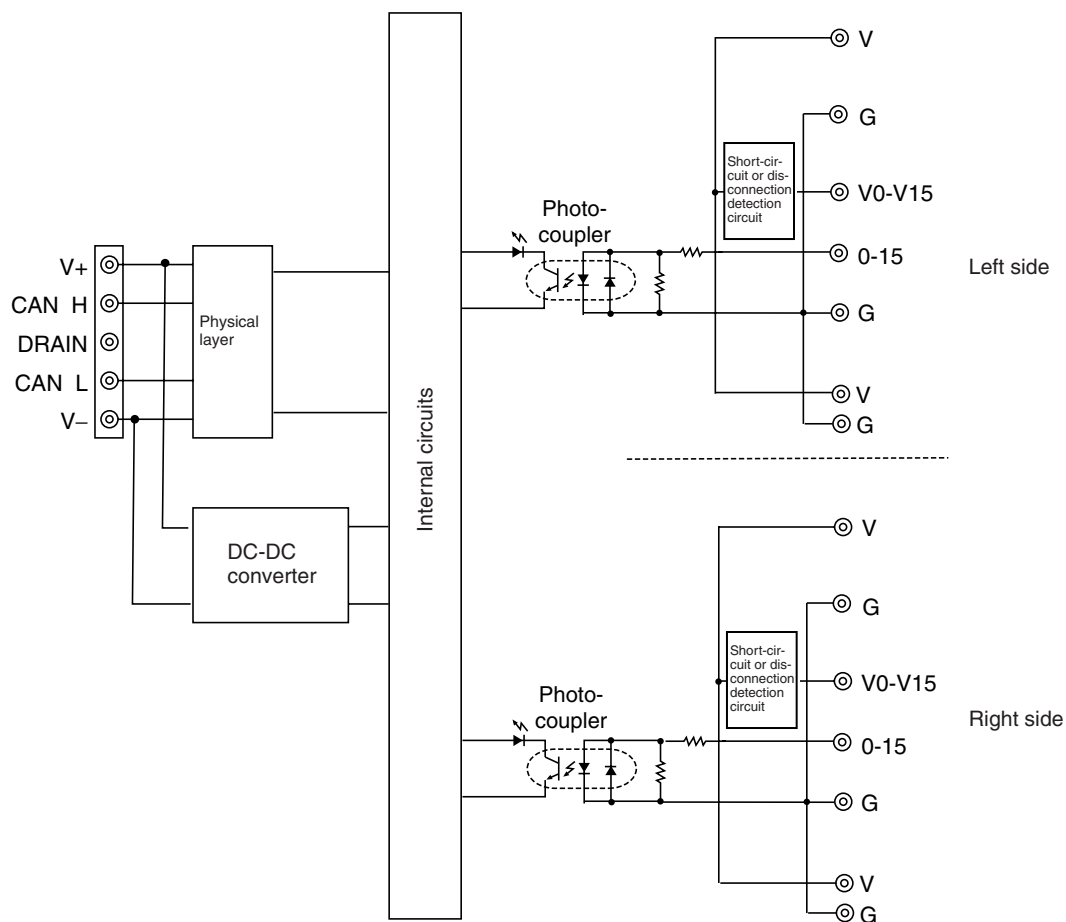 V+
CAN H
DRAIN
CAN L
V–
Physical
layer
DC-DC
converter
Internal circuits
Photo-
coupler
V
G
Short-cir-
cuit or dis-
connection
detection
circuit
V0-V15
0-15
G
V
G
Left side
Photo-
coupler
V
G
Short-cir-
cuit or dis-
connection
detection
circuit
V0-V15
0-15
G
V
G
Right side